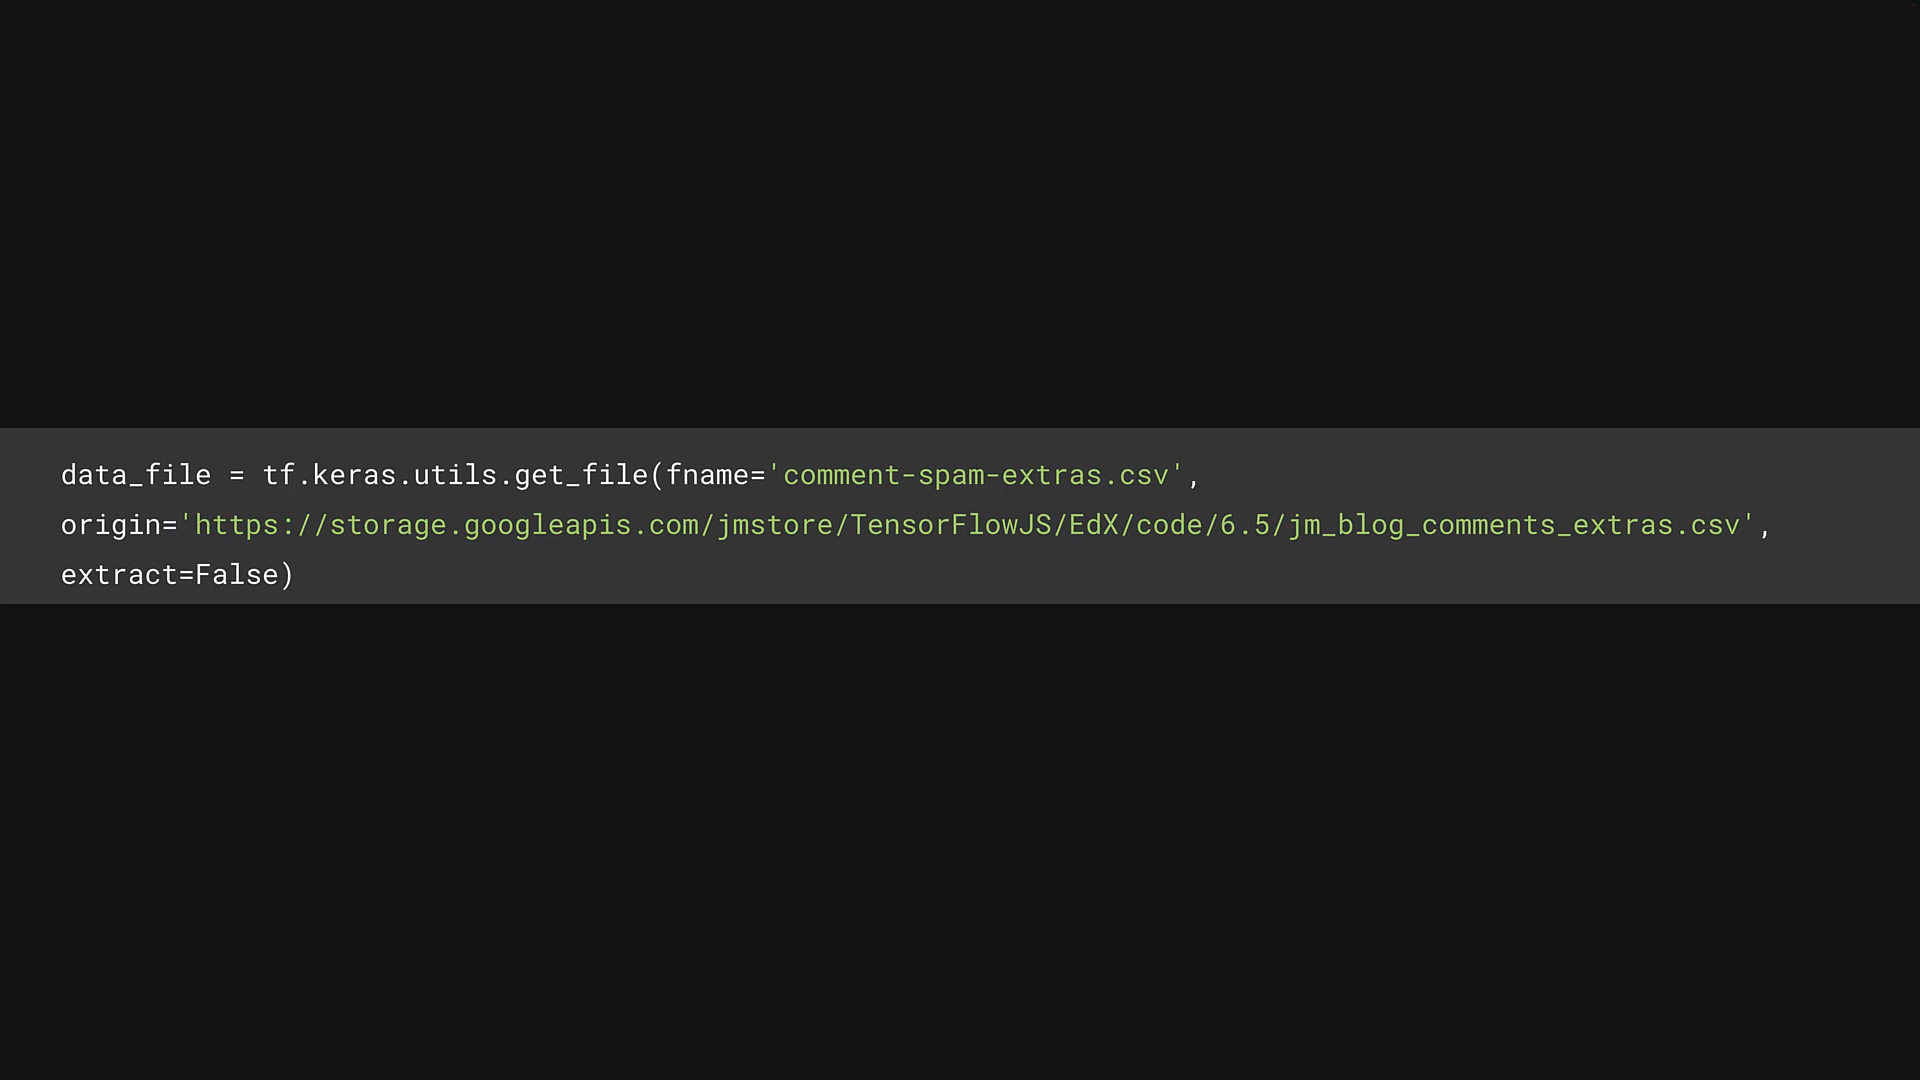 data_file = tf.keras.utils.get_file(fname='comment-spam-extras.csv',
origin='https://storage.googleapis.com/jmstore/TensorFlowJS/EdX/code/6.5/jm_blog_comments_extras.csv',
extract=False)